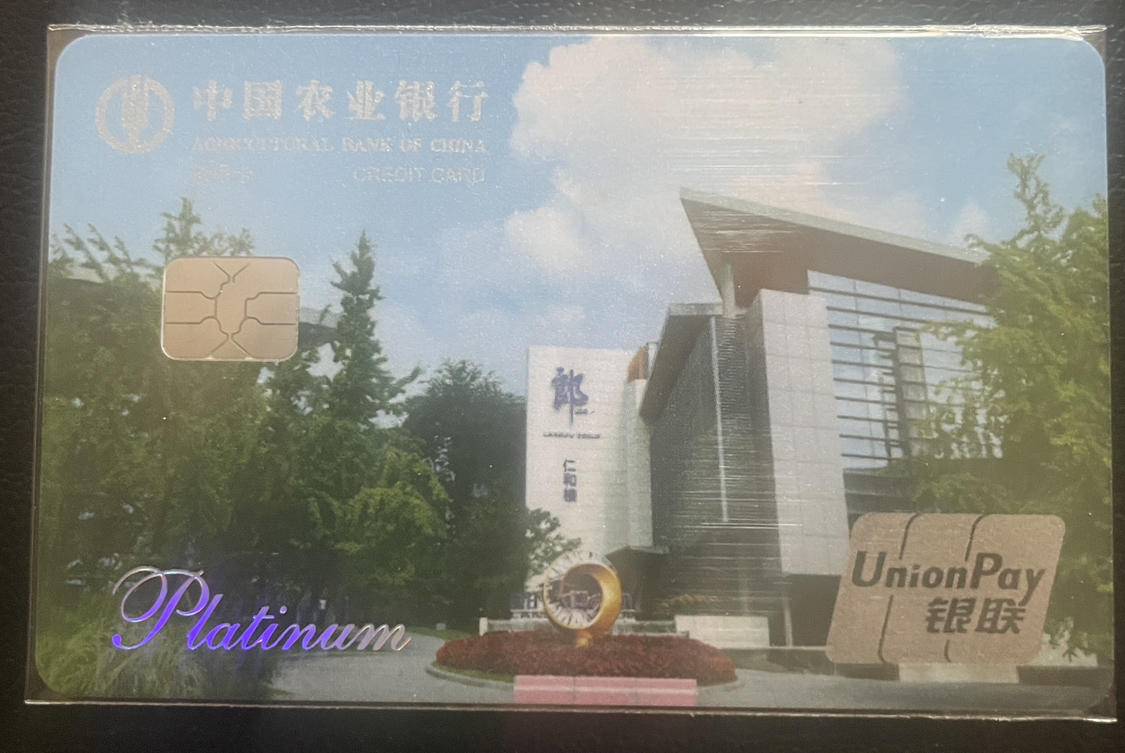 中国农业银行
AGRICULTURAL BANK OF CHINA
CREDIT CARD
郎
仁和楼
Platinum
UnionPay
银联